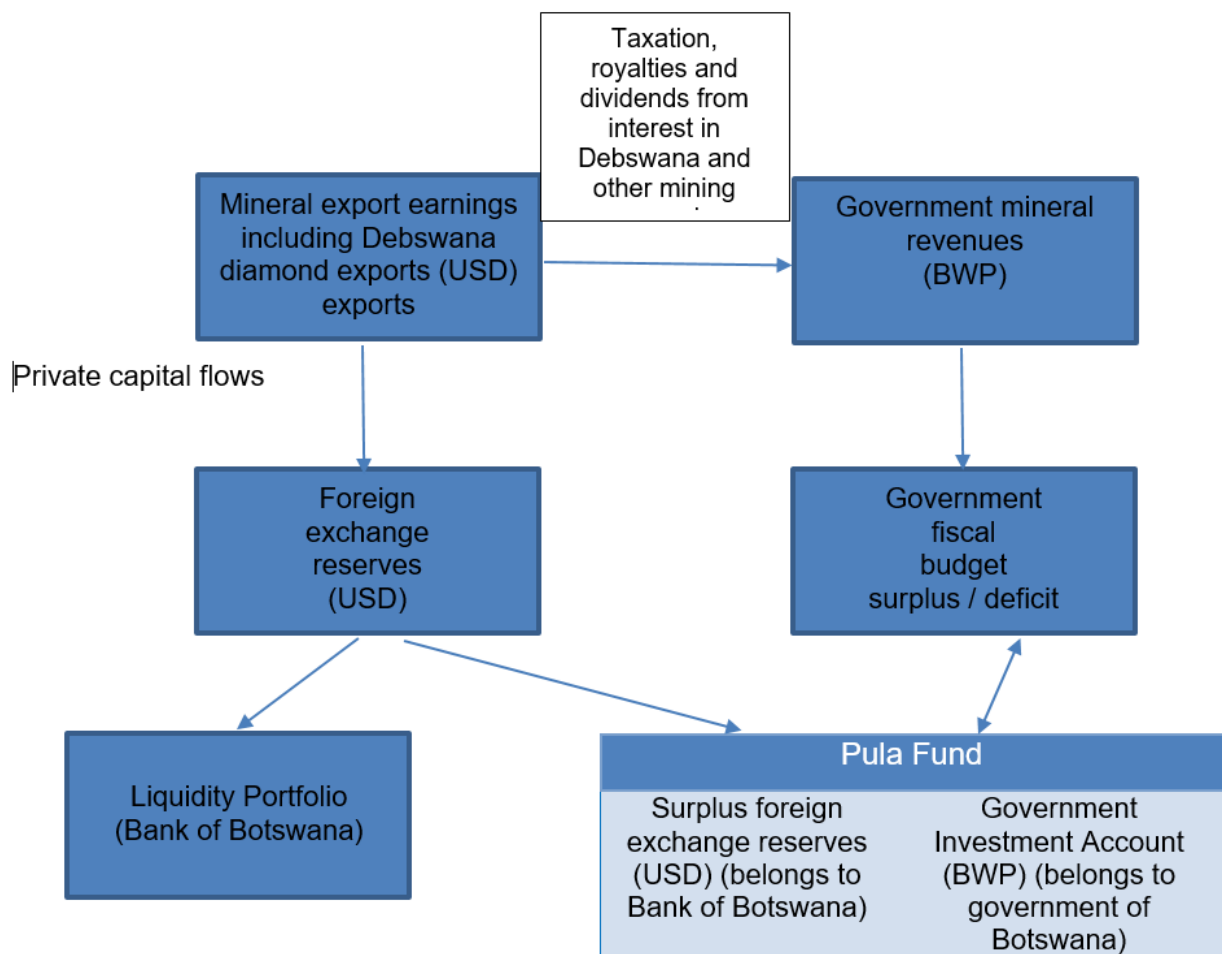 Taxation,
royalties and
dividends from
interest in
Debswana and
other mining
.
Mineral export earnings
including Debswana
diamond exports (USD)
exports
Government mineral
revenues
(BWP)
Private capital flows
Foreign
exchange
reserves
(USD)
Government
fiscal
budget
surplus / deficit
Liquidity Portfolio
(Bank of Botswana)
Pula Fund
Surplus foreign
exchange reserves
(USD) (belongs to
Bank of Botswana)
Government
Investment Account
(BWP) (belongs to
government of
Botswana)